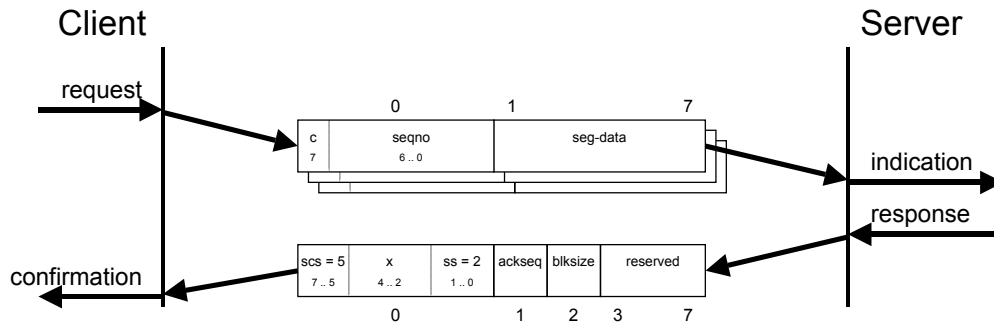 Client Server
request
0 1 7
c seqno seg-data
7 6 .. 0
indication
response
scs = 5 x ss = 2 ackseq blksize reserved
7 .. 5 4 .. 2 1 .. 0
confirmation
0 1 2 3 7